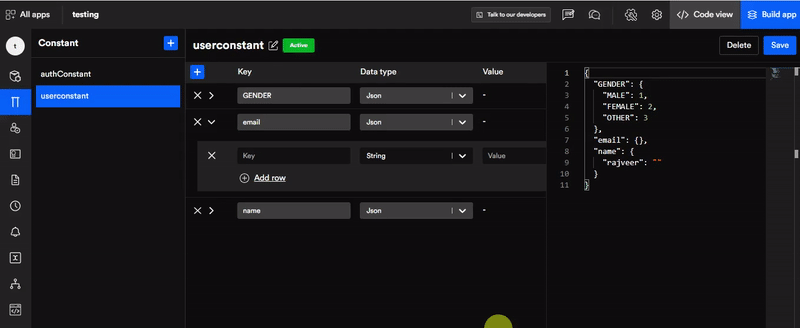 All apps testing Talk to our developers Code view Build app
t Constant userconstant Active Delete Save
authConstant
userconstant
Key Data type Value
GENDER Json -
email Json -
Key String Value
Add row
name Json -
1 {
2 "GENDER": {
3 "MALE": 1,
4 "FEMALE": 2,
5 "OTHER": 3
6 },
7 "email": {},
8 "name": {
9 "rajveer": ""
10 }
11 }